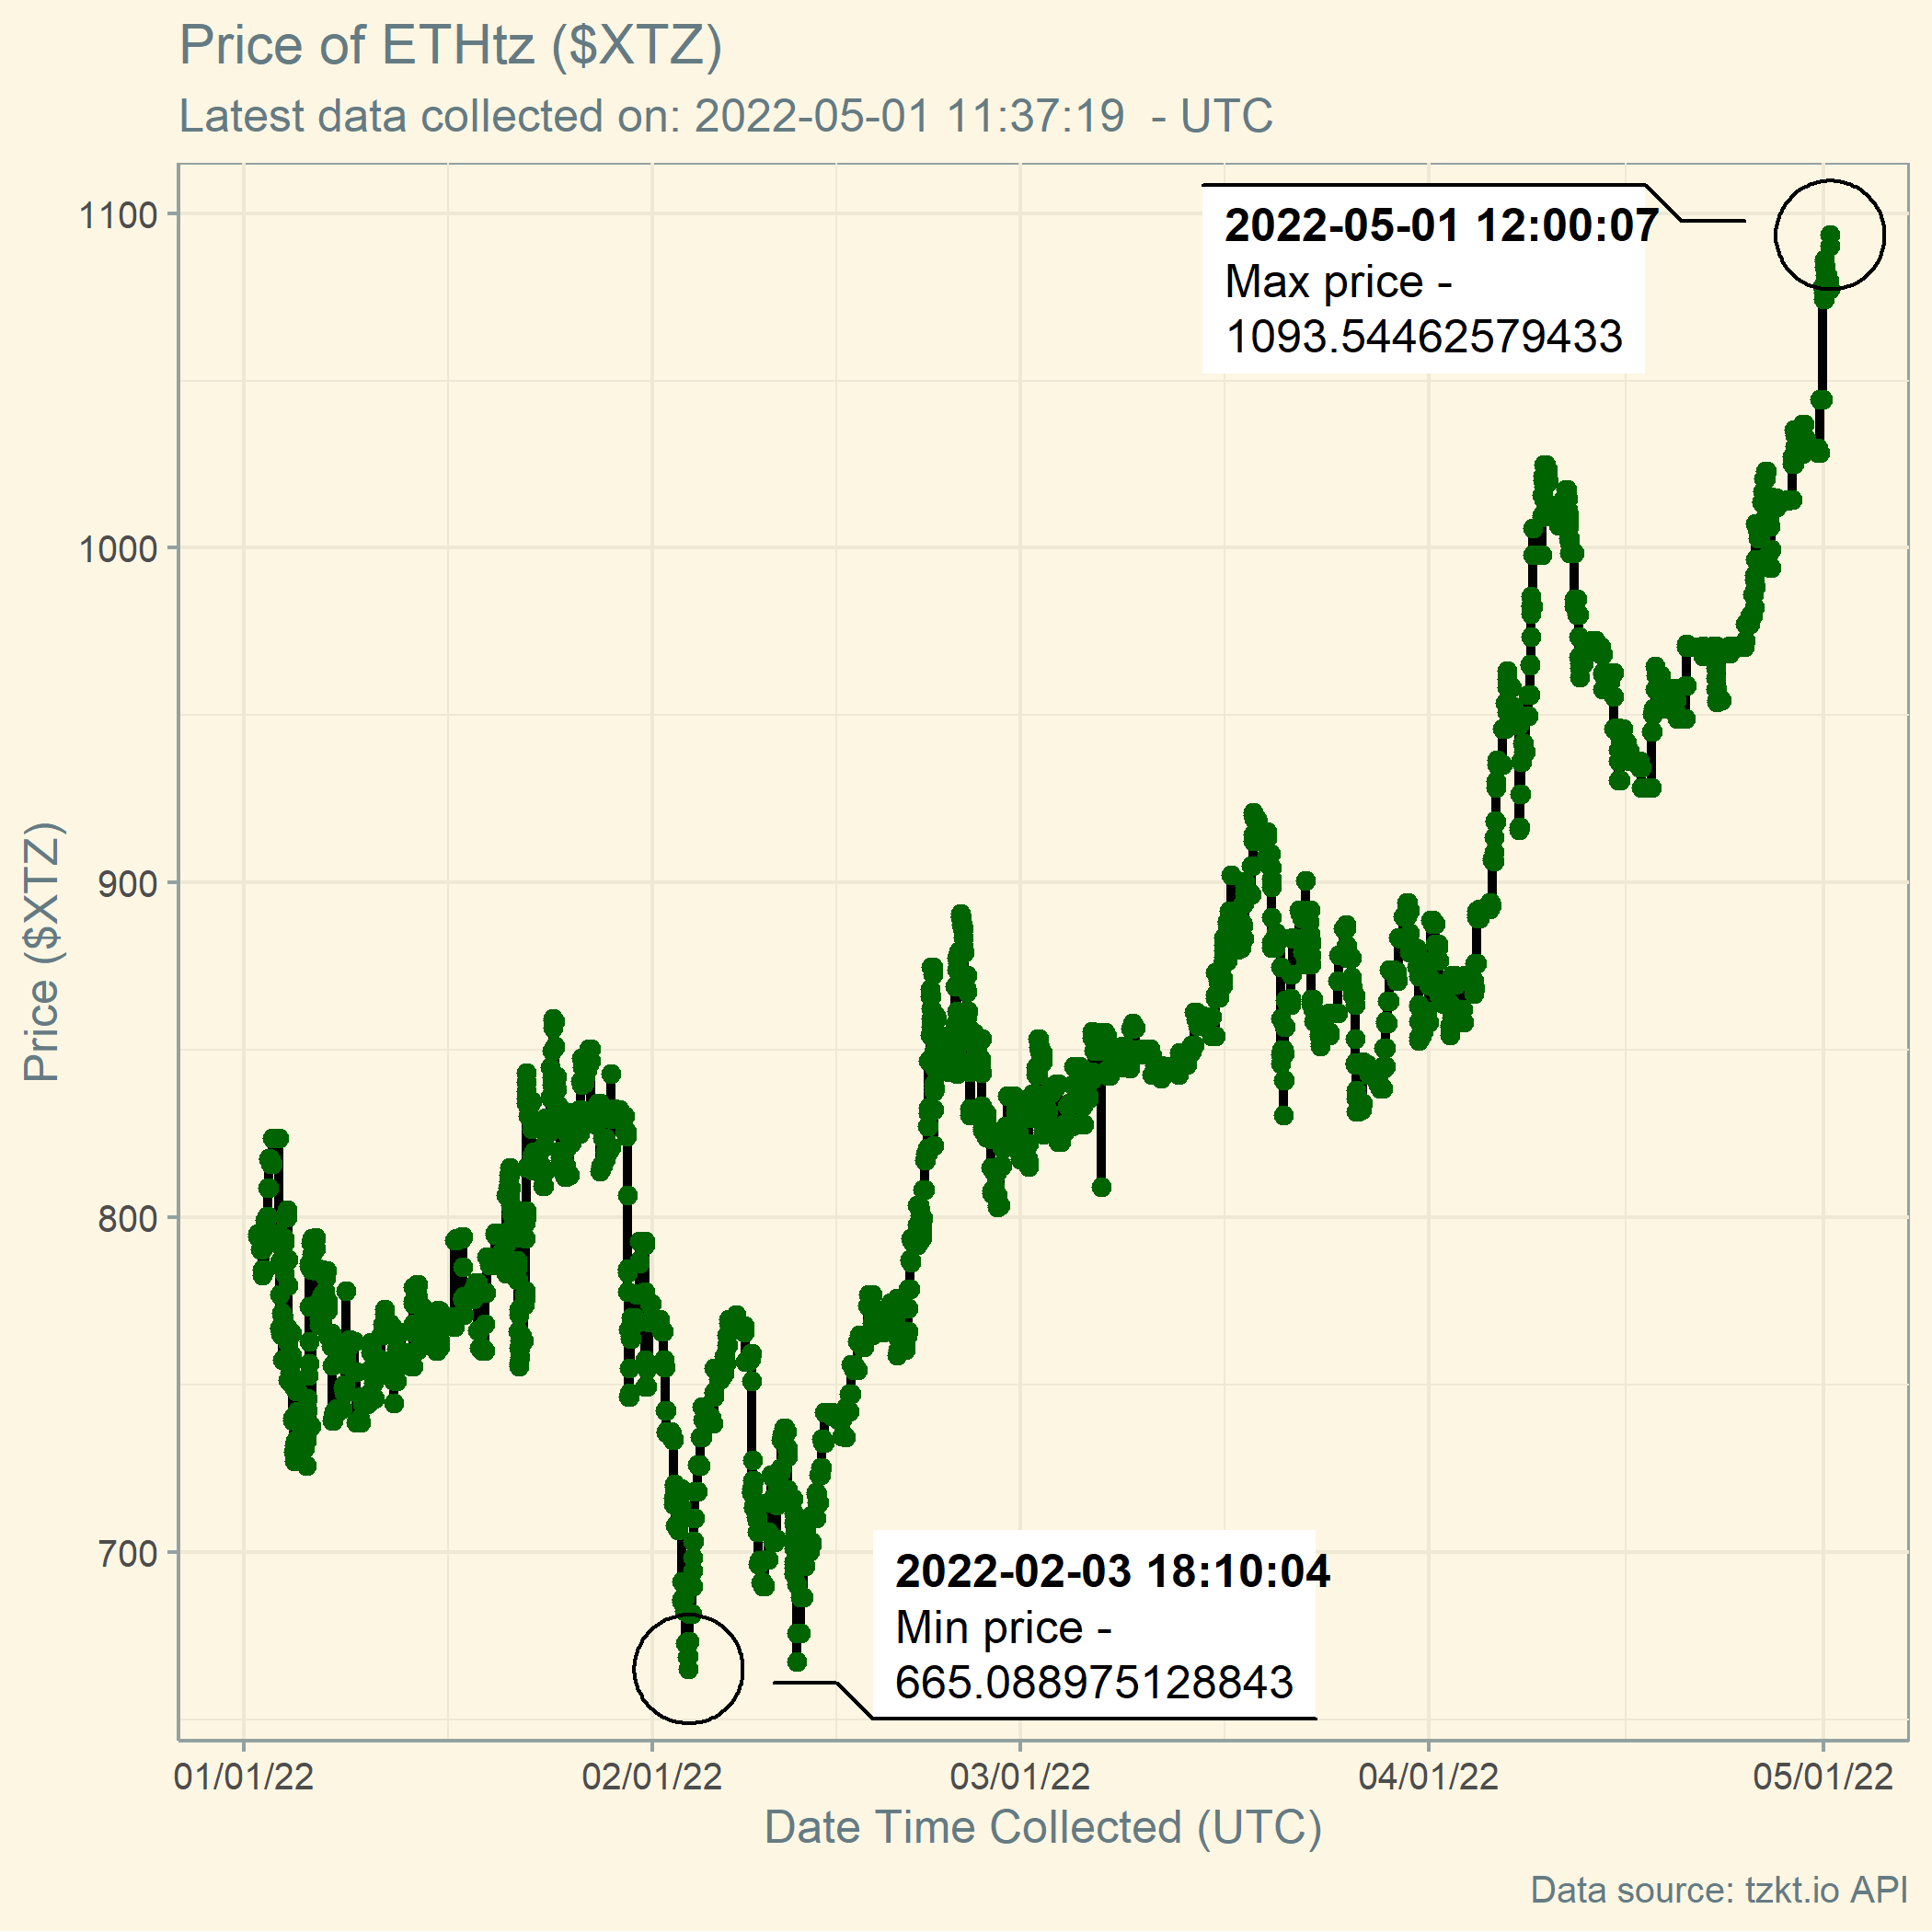 Price of ETHtz ($XTZ)
Latest data collected on: 2022-05-01 11:37:19  - UTC
1100
1000
900
800
700
Price ($XTZ)
2022-05-01 12:00:07
Max price -
1093.54462579433
2022-02-03 18:10:04
Min price -
665.088975128843
01/01/22
02/01/22
03/01/22
04/01/22
05/01/22
Date Time Collected (UTC)
Data source: tzkt.io API